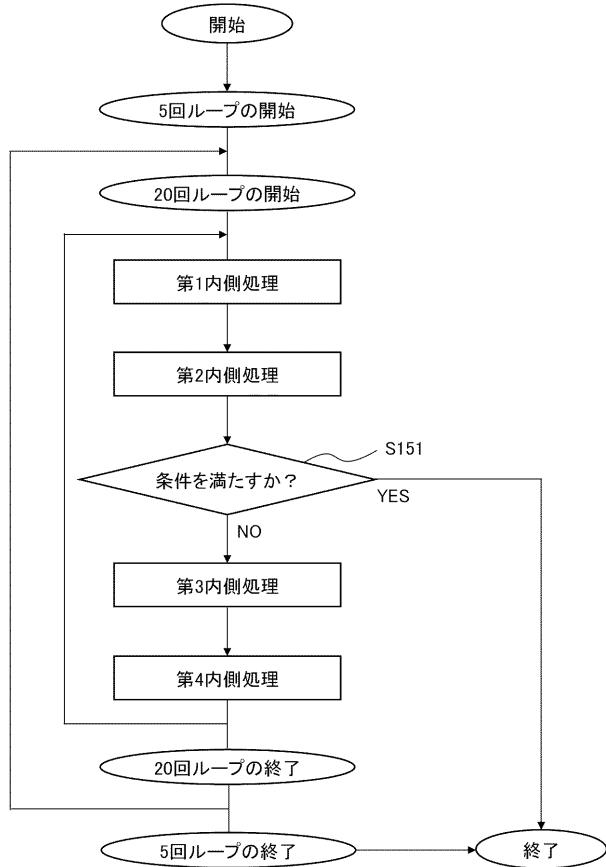 開始
5回ループの開始
20回ループの開始
第1内側処理
第2内側処理
S151
条件を満たすか？
YES
NO
第3内側処理
第4内側処理
20回ループの終了
5回ループの終了
終了